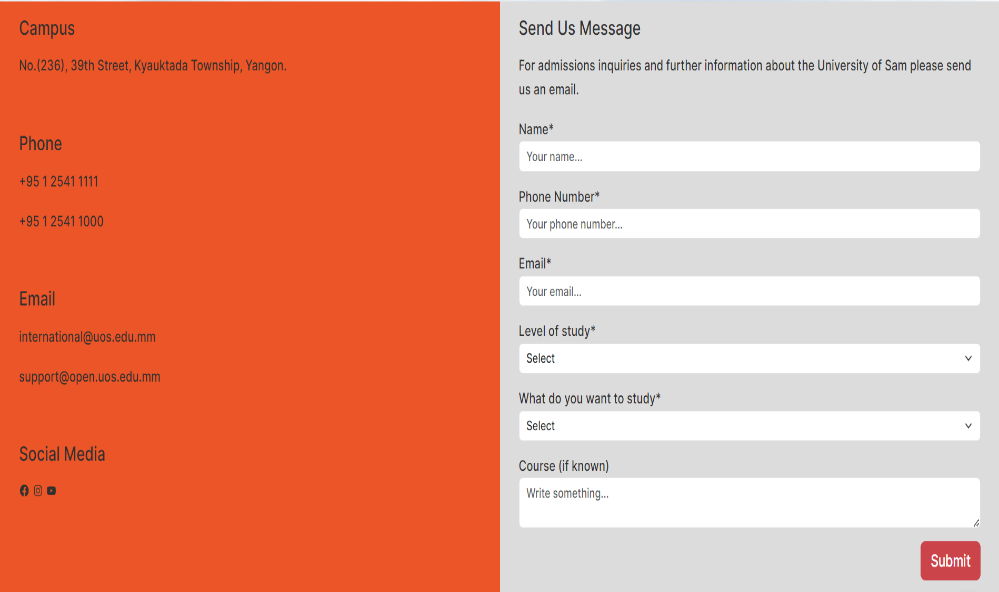 Campus
No.(236), 39th Street, Kyauktada Township, Yangon.
Phone
+95 1 2541 1111
+95 1 2541 1000
Email
international@uos.edu.mm
support@open.uos.edu.mm
Social Media
Send Us Message
For admissions inquiries and further information about the University of Sam please send
us an email.
Name*
Your name...
Phone Number*
Your phone number...
Email*
Your email...
Level of study*
Select
What do you want to study*
Select
Course (if known)
Write something...
Submit